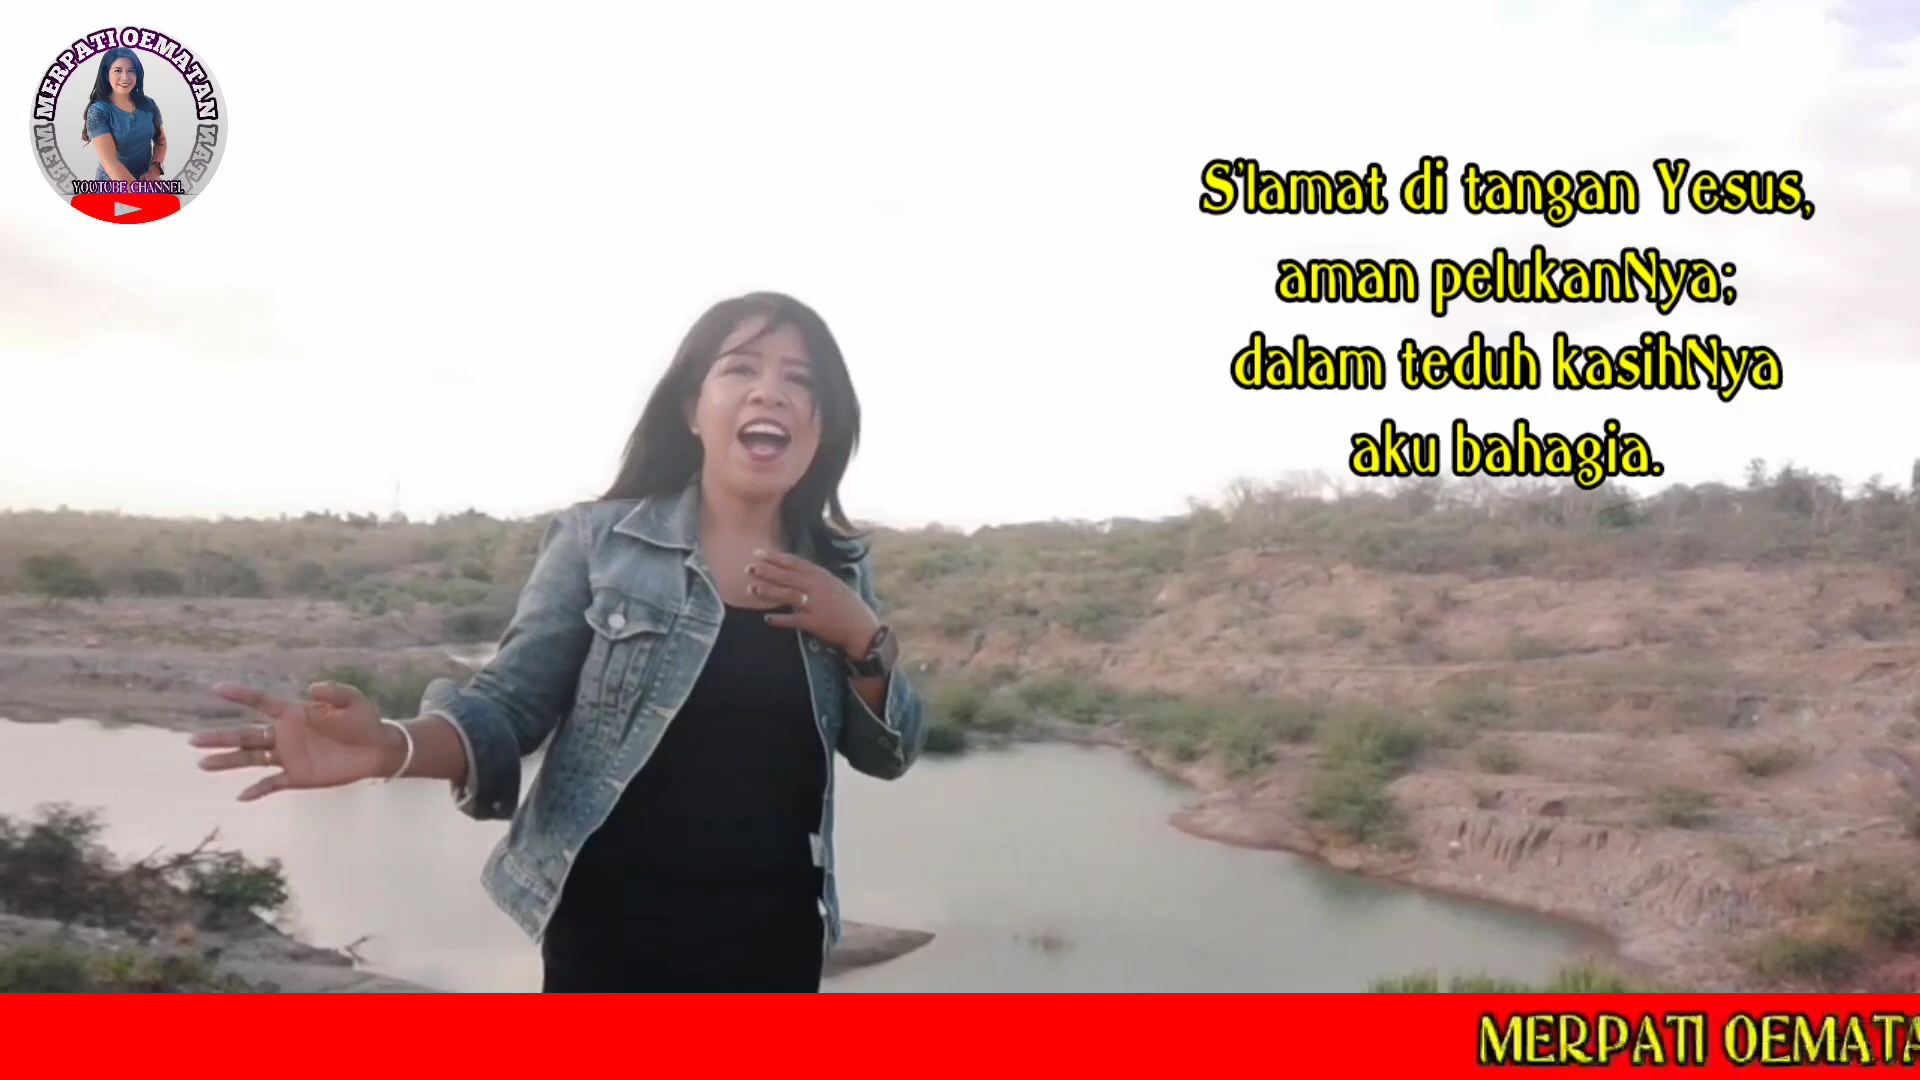 MERPATI OEMATAN
YOUTUBE CHANNEL
S'lamat di tangan Yesus,
aman pelukanNya;
dalam teduh kasihNya
aku bahagia.
MERPATI OEMATA